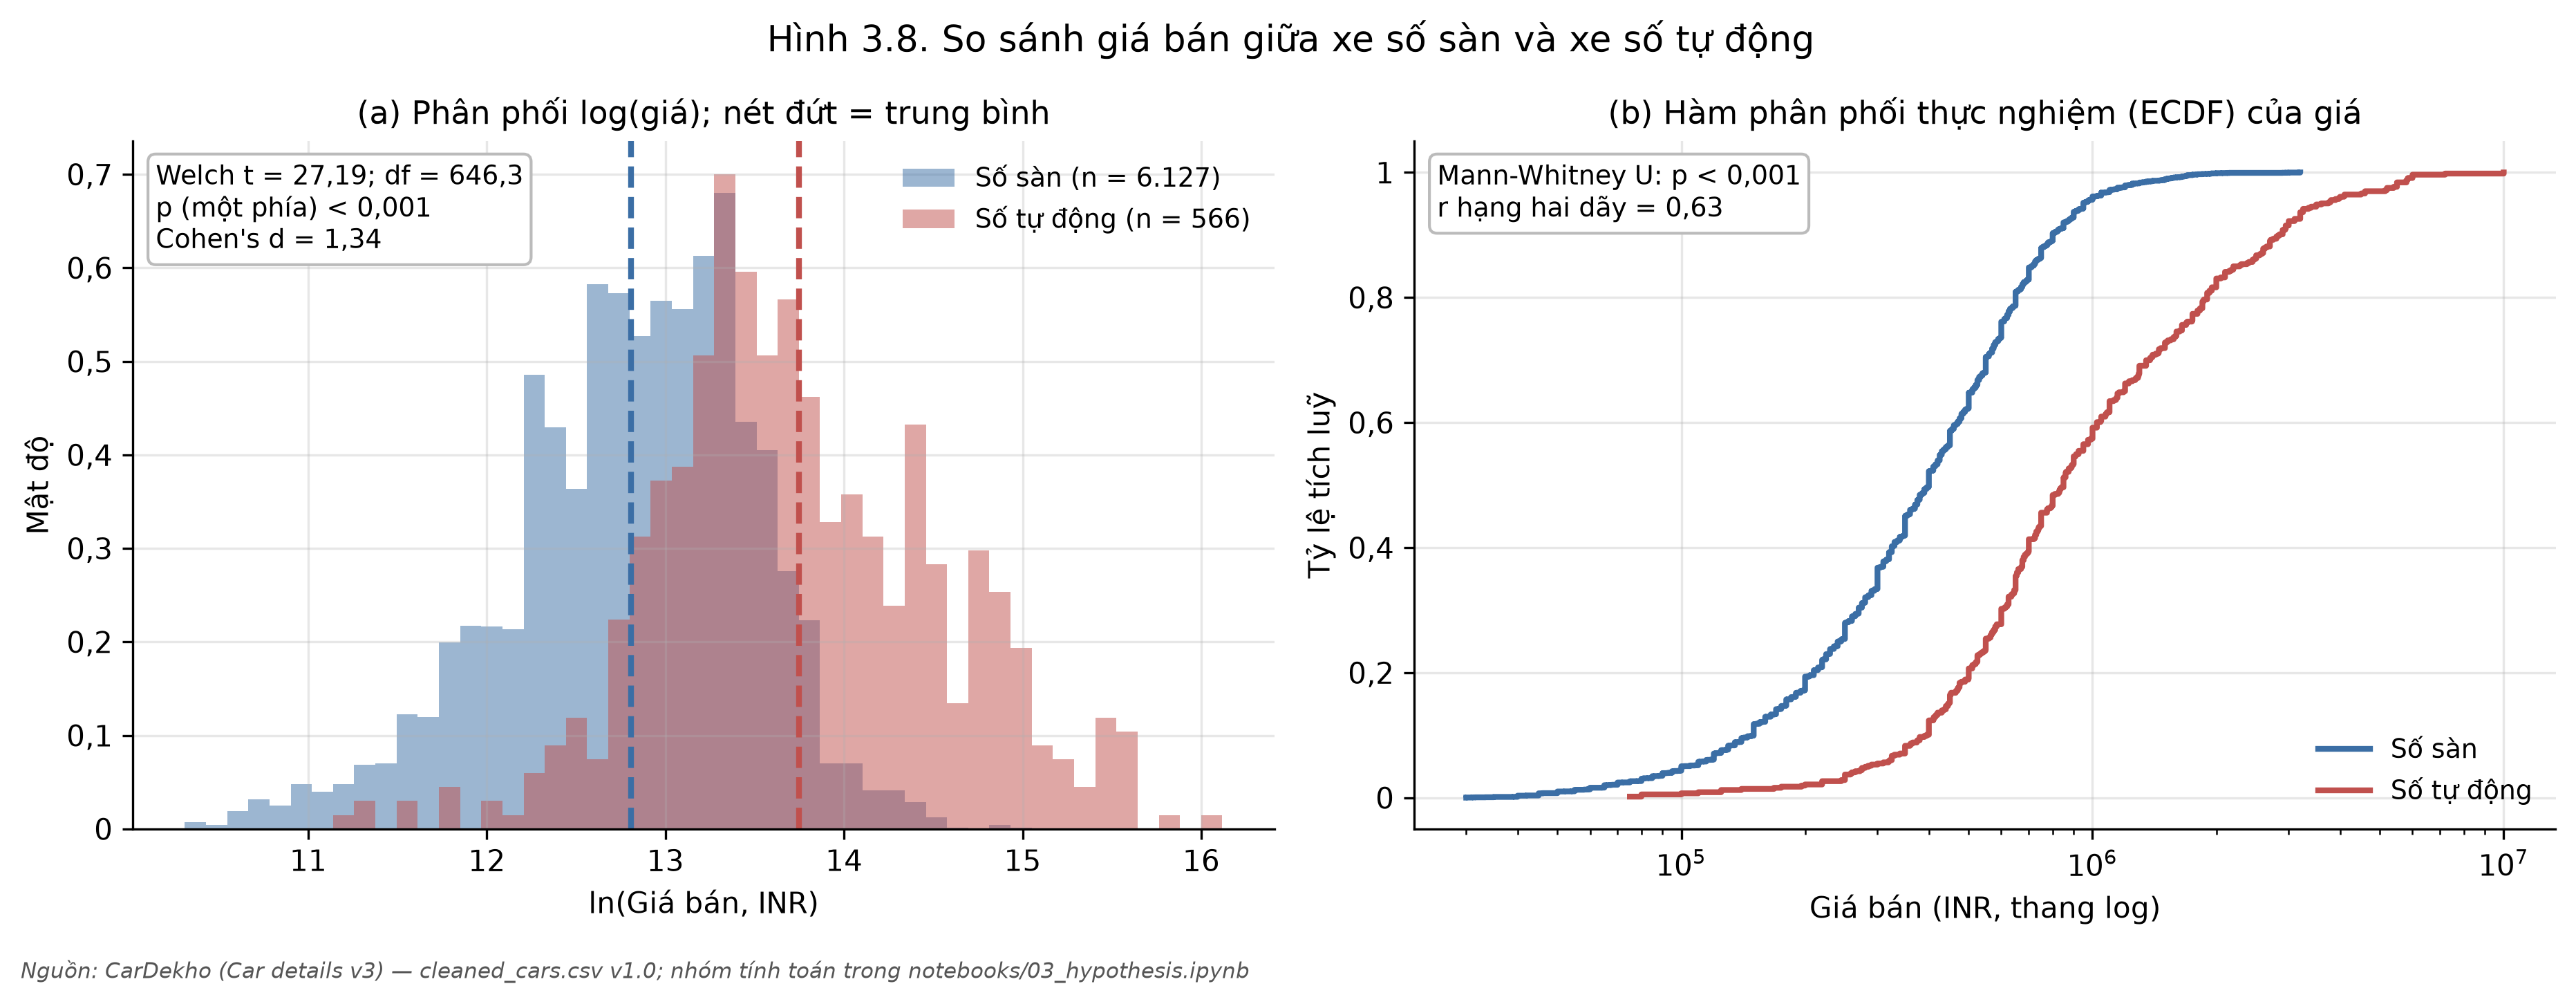 Hình 3.8. So sánh giá bán giữa xe số sàn và xe số tự động
(a) Phân phối log(giá); nét đứt = trung bình
Welch t = 27,19; df = 646,3
p (một phía) < 0,001
Cohen's d = 1,34
Số sàn (n = 6.127)
Số tự động (n = 566)
Mật độ
0,7
0,6
0,5
0,4
0,3
0,2
0,1
0
11 12 13 14 15 16
ln(Giá bán, INR)
(b) Hàm phân phối thực nghiệm (ECDF) của giá
Mann-Whitney U: p < 0,001
r hạng hai dãy = 0,63
Tỷ lệ tích luỹ
1
0,8
0,6
0,4
0,2
0
Số sàn
Số tự động
10⁵ 10⁶ 10⁷
Giá bán (INR, thang log)
Nguồn: CarDekho (Car details v3) — cleaned_cars.csv v1.0; nhóm tính toán trong notebooks/03_hypothesis.ipynb